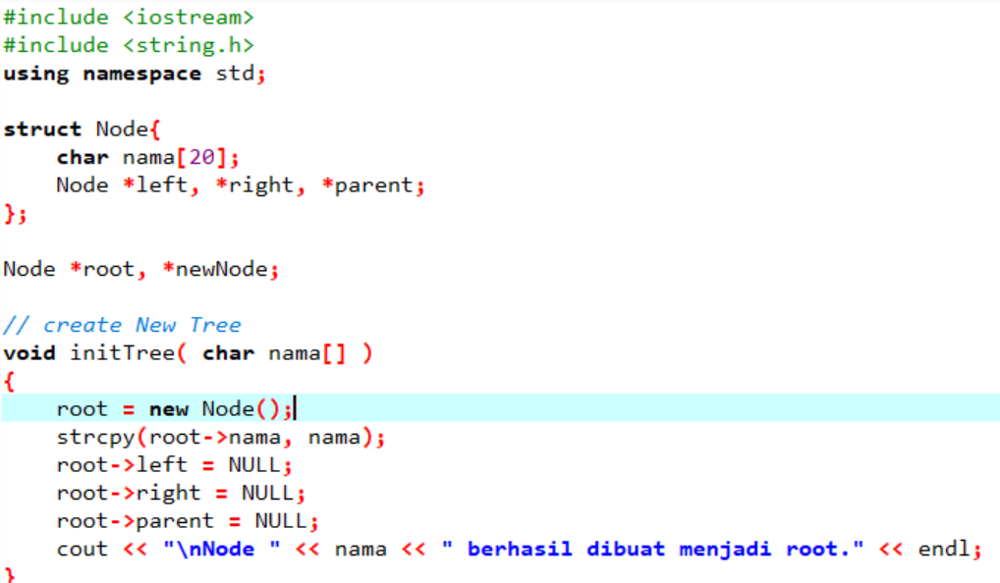 #include <iostream>
#include <string.h>
using namespace std;
struct Node{
    char nama[20];
    Node *left, *right, *parent;
};
Node *root, *newNode;
// create New Tree
void initTree( char nama[] )
{
    root = new Node();
    strcpy(root->nama, nama);
    root->left = NULL;
    root->right = NULL;
    root->parent = NULL;
    cout << "\nNode " << nama << " berhasil dibuat menjadi root." << endl;
}